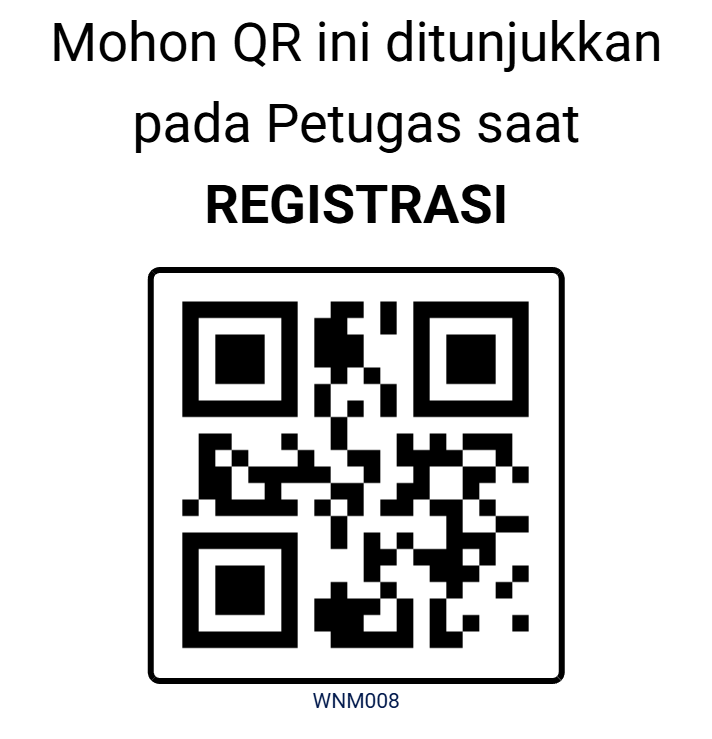 Mohon QR ini ditunjukkan
pada Petugas saat
REGISTRASI
WNM008